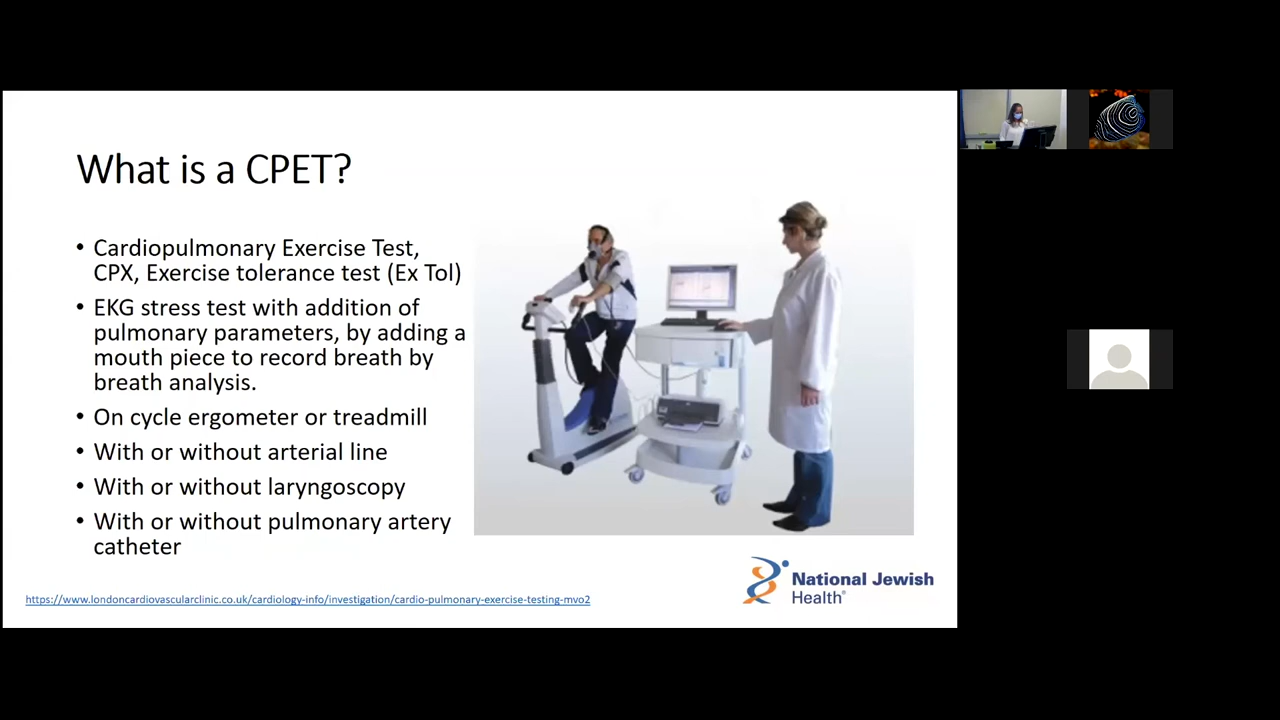 What is a CPET?
• Cardiopulmonary Exercise Test,
CPX, Exercise tolerance test (Ex Tol)
• EKG stress test with addition of
pulmonary parameters, by adding a
mouth piece to record breath by
breath analysis.
• On cycle ergometer or treadmill
• With or without arterial line
• With or without laryngoscopy
• With or without pulmonary artery
catheter
https://www.londoncardiovascularclinic.co.uk/cardiology-info/investigation/cardio-pulmonary-exercise-testing-mvo2
National Jewish
Health®